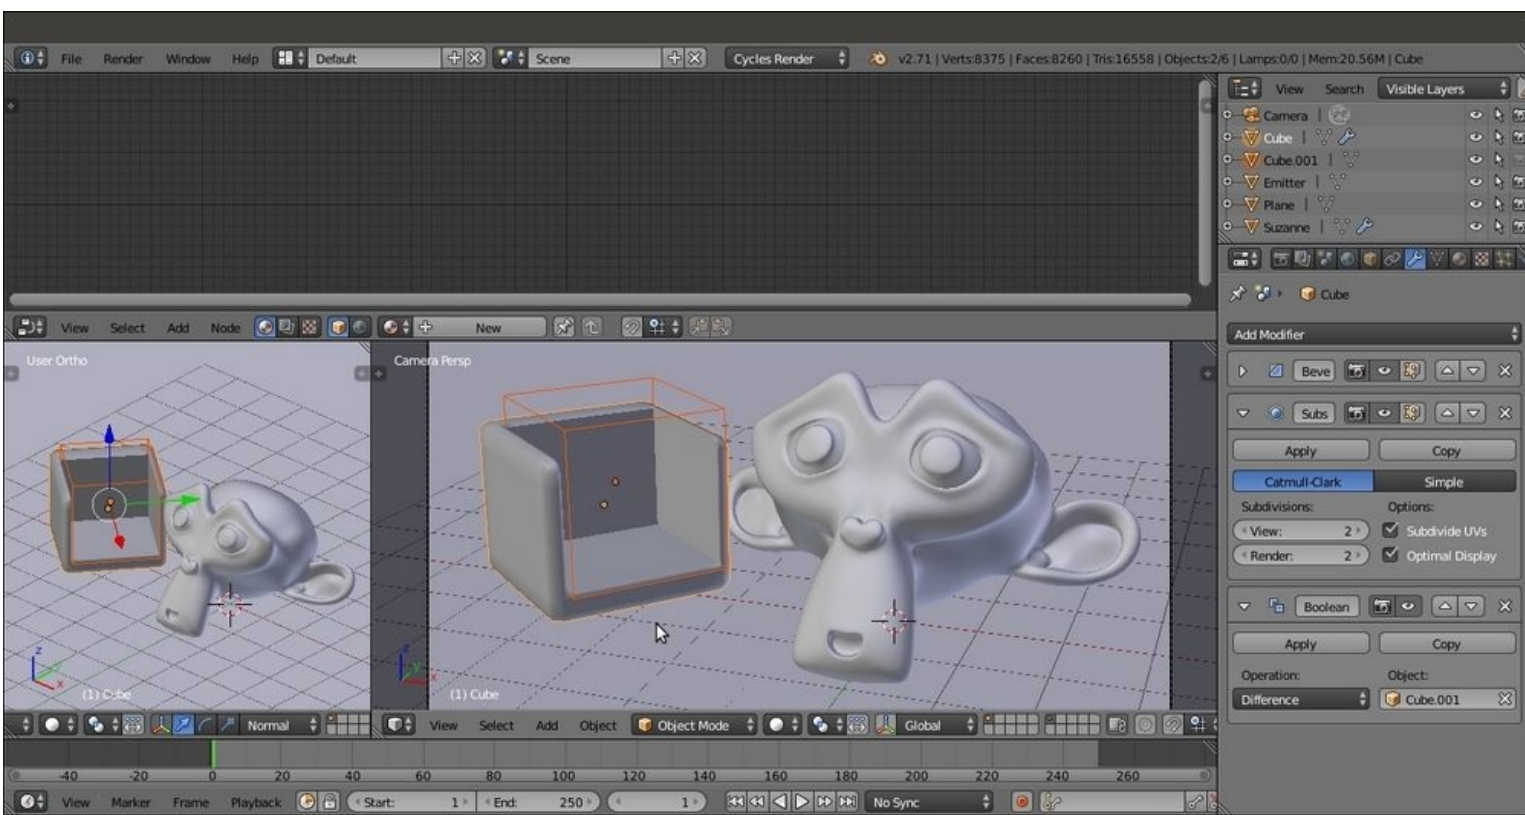 File Render Window Help Default Scene Cycles Render v2.71 | Verts:8375 | Faces:8260 | Tris:16558 | Objects:2/6 | Lamps:0/0 | Mem:20.56M | Cube
View Search Visible Layers
Camera
Cube
Cube.001
Emitter
Plane
Suzanne
Cube
View Select Add Node New
Add Modifier
User Ortho
Camera Persp
Beve
Subs
Apply Copy
Catmull-Clark Simple
Subdivisions: Options:
View: 2 Subdivide UVs
Render: 2 Optimal Display
Boolean
Apply Copy
Operation: Object:
Difference Cube.001
z
x
(1) Cube
(1) Cube
Normal
View Select Add Object Object Mode Global
-40 -20 0 20 40 60 80 100 120 140 160 180 200 220 240 260
View Marker Frame Playback Start: 1 End: 250 1 No Sync